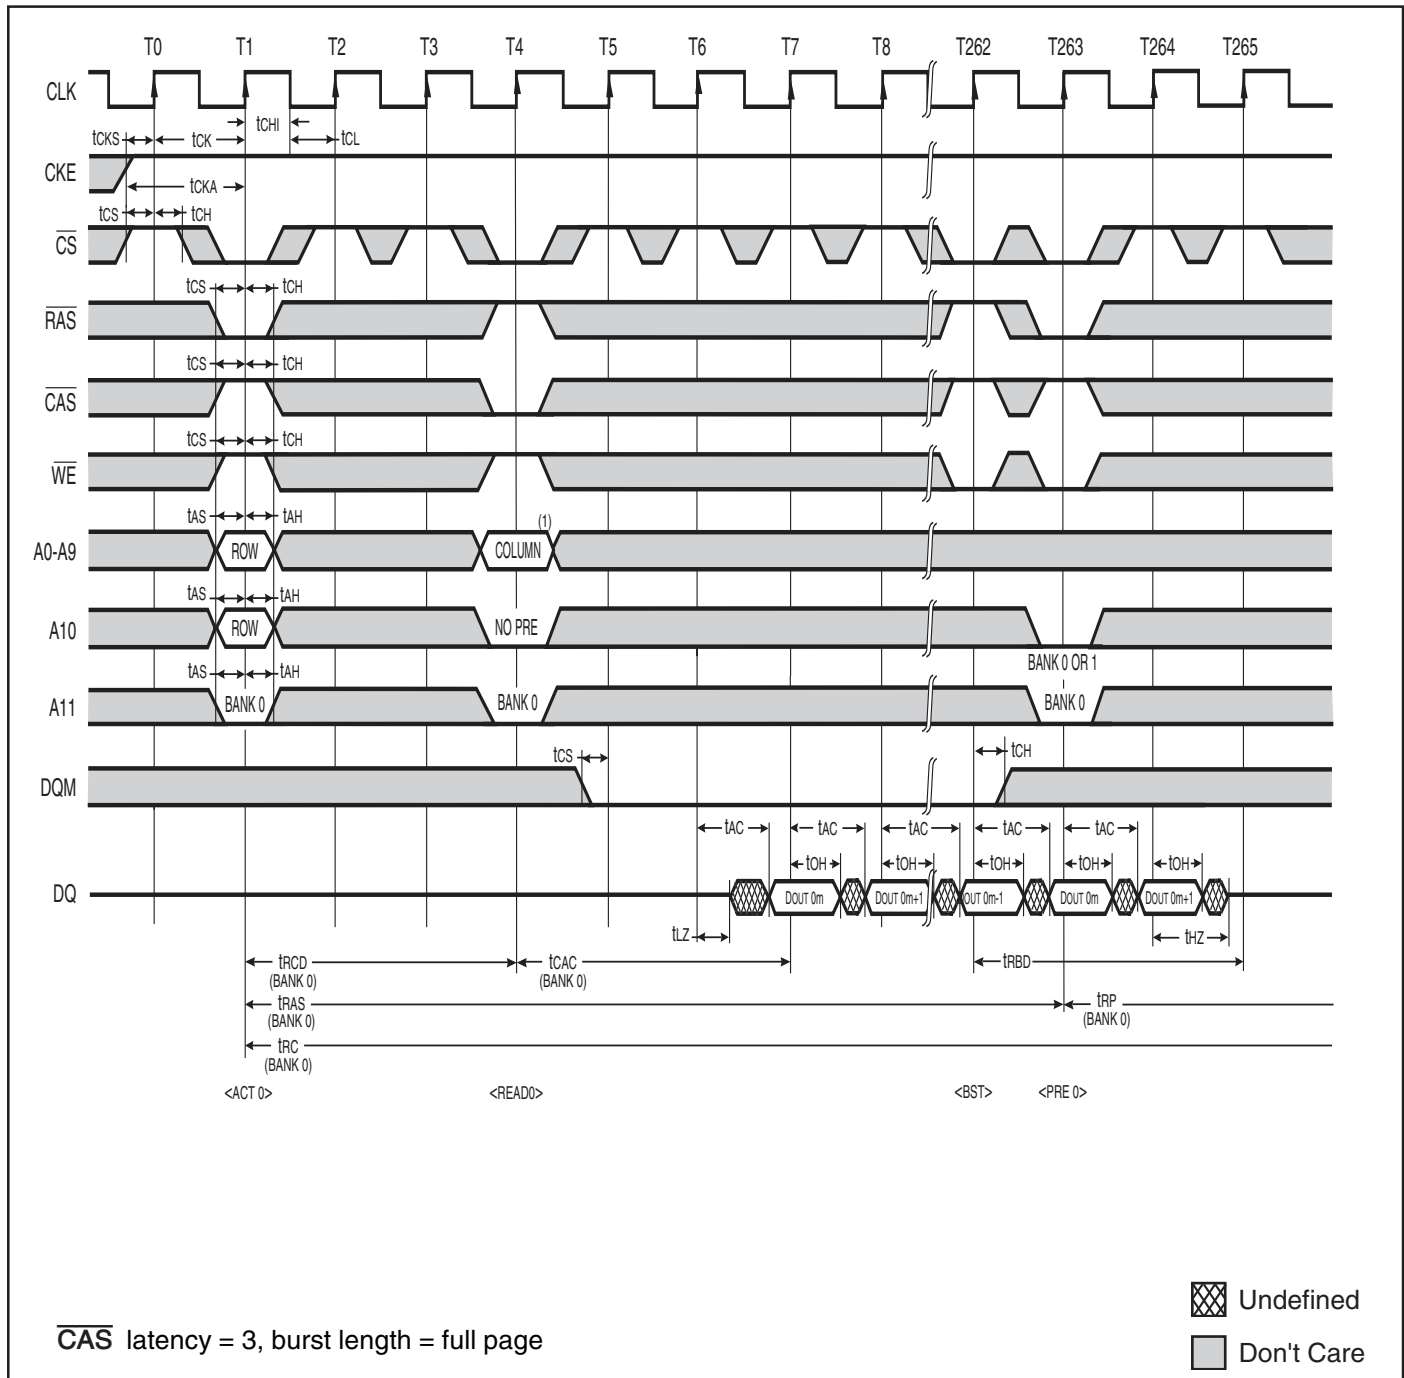 T0 T1 T2 T3 T4 T5 T6 T7 T8 T262 T263 T264 T265
CLK
tCHI
tCKS tCK tCL
CKE
tCKA
tCS tCH
CS
tCS tCH
RAS
tCS tCH
CAS
tCS tCH
WE
tAS tAH (1)
A0-A9 ROW COLUMN
tAS tAH
A10 ROW NO PRE
BANK 0 OR 1
tAS tAH
A11 BANK 0 BANK 0 BANK 0
tCS tCH
DQM
tAC tAC tAC tAC tAC
tOH tOH tOH tOH tOH
DQ DOUT 0m DOUT 0m+1 OUT 0m-1 DOUT 0m DOUT 0m+1
tLZ tHZ
tRCD tCAC tRBD
(BANK 0) (BANK 0)
tRAS tRP
(BANK 0) (BANK 0)
tRC
(BANK 0)
<ACT 0> <READ0> <BST> <PRE 0>
Undefined
CAS latency = 3, burst length = full page
Don't Care